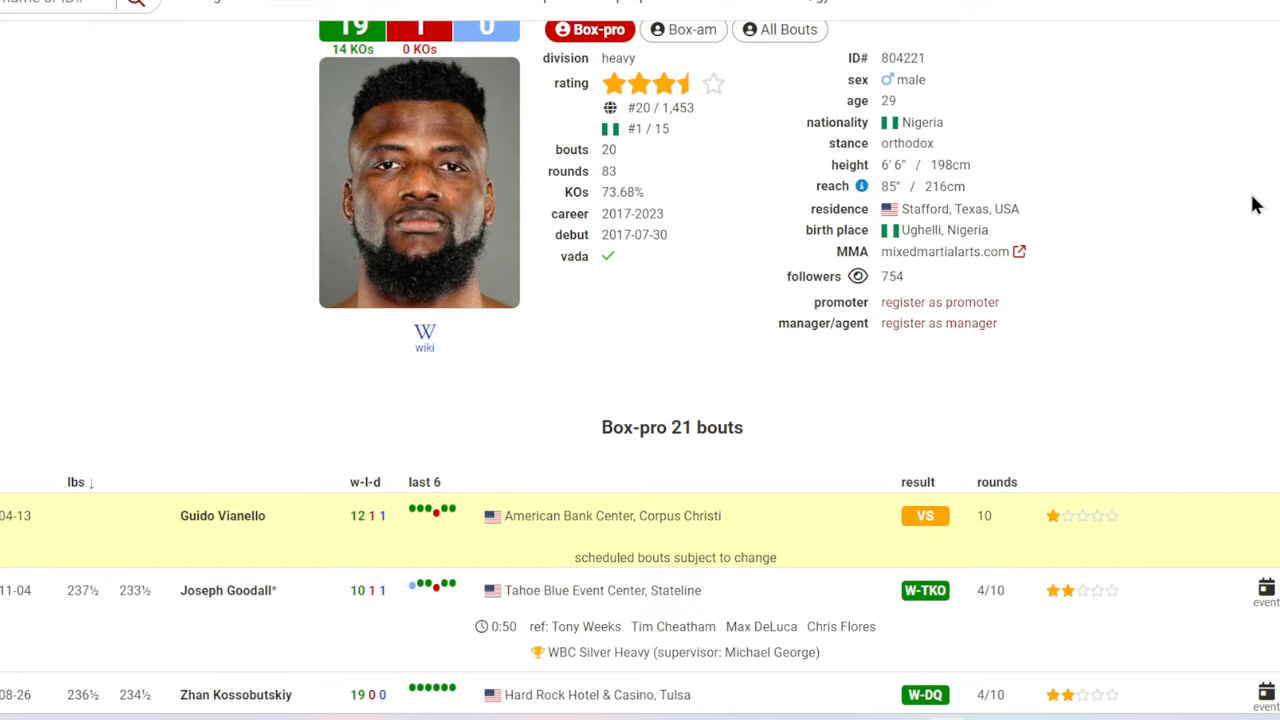 19 1 0
14 KOs 0 KOs
Box-pro Box-am All Bouts
division heavy
rating
#20 / 1,453
#1 / 15
bouts 20
rounds 83
KOs 73.68%
career 2017-2023
debut 2017-07-30
vada
ID# 804221
sex male
age 29
nationality Nigeria
stance orthodox
height 6' 6" / 198cm
reach 85" / 216cm
residence Stafford, Texas, USA
birth place Ughelli, Nigeria
MMA mixedmartialarts.com
followers 754
promoter register as promoter
manager/agent register as manager
W
wiki
Box-pro 21 bouts
lbs ↓ w-l-d last 6 result rounds
04-13 Guido Vianello 12 1 1 American Bank Center, Corpus Christi VS 10
scheduled bouts subject to change
11-04 237½ 233½ Joseph Goodall* 10 1 1 Tahoe Blue Event Center, Stateline W-TKO 4/10
event
0:50 ref: Tony Weeks Tim Cheatham Max DeLuca Chris Flores
WBC Silver Heavy (supervisor: Michael George)
08-26 236½ 234½ Zhan Kossobutskiy 19 0 0 Hard Rock Hotel & Casino, Tulsa W-DQ 4/10
event